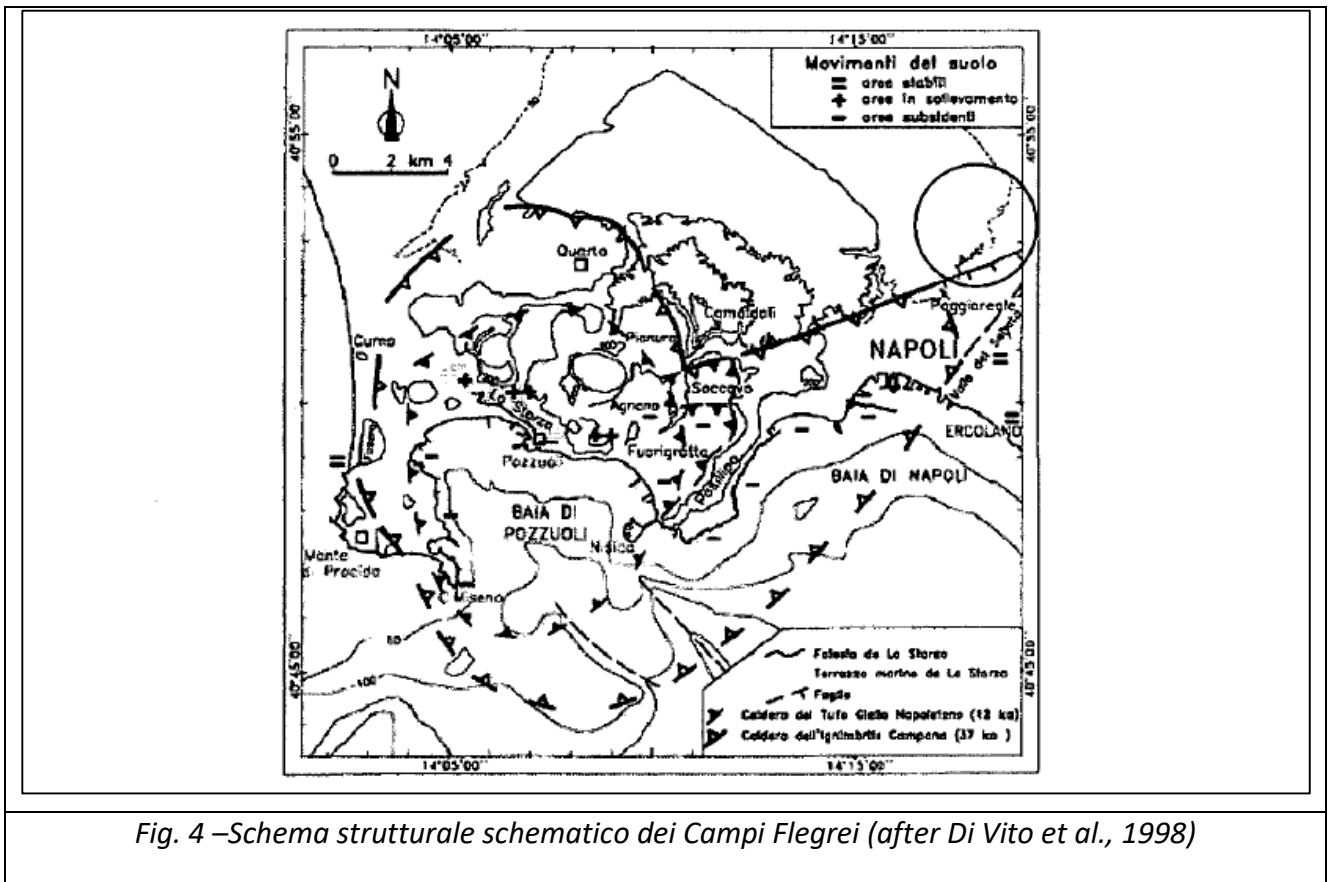 14°05'00"
14°15'00"
Movimenti del suolo
aree stabili
aree in sollevamento
aree subsidenti
N
0 2 km 4
40°55'00"
40°55'00"
Quarto
Camaldoli
Poggioreale
Pianura
Cuma
NAPOLI
Soccavo
La Starza
Agnano
ERCOLANO
Pozzuoli
Fuorigrotta
Posillipo
BAIA DI NAPOLI
BAIA DI
POZZUOLI
Nisida
Monte
di Procida
Miseno
40°45'00"
40°45'00"
Falesia de La Starza
Terrazzo marino de La Starza
Faglie
Caldera del Tufo Giallo Napoletano (12 ka)
Caldera dell'Ignimbrite Campana (37 ka)
14°05'00"
14°15'00"
Fig. 4 –Schema strutturale schematico dei Campi Flegrei (after Di Vito et al., 1998)